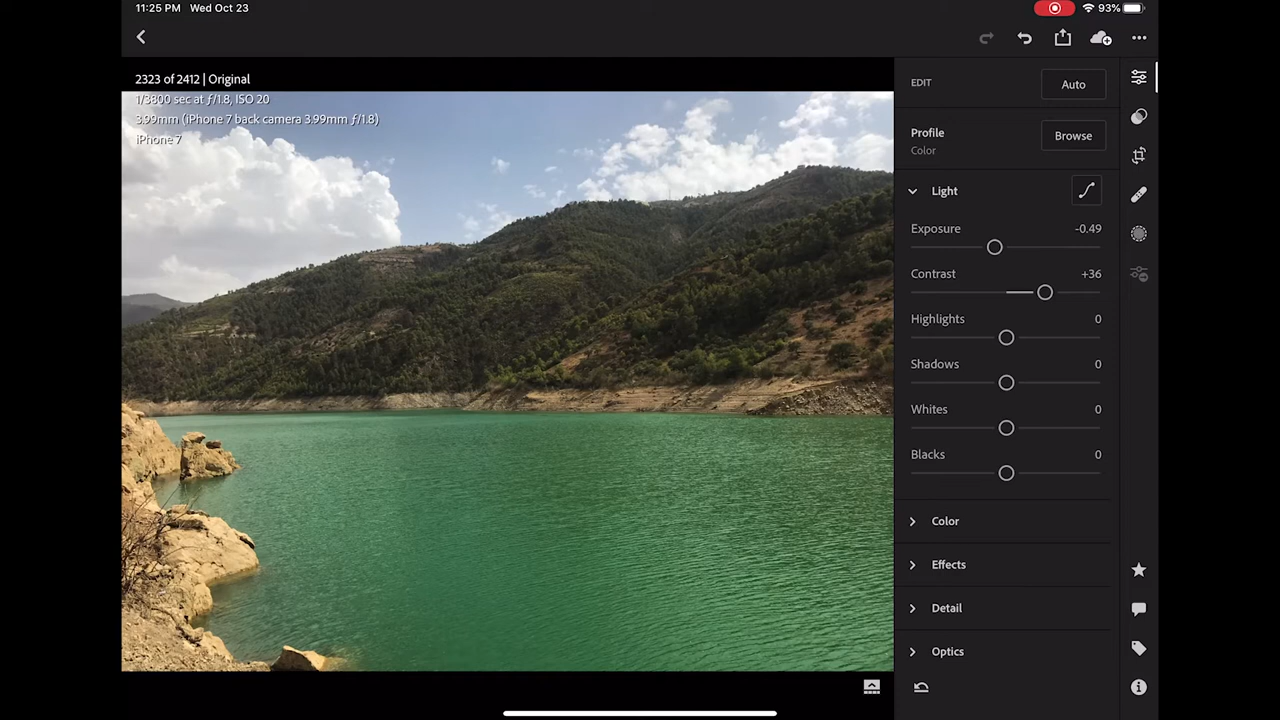 11:25 PM Wed Oct 23
93%
2323 of 2412 | Original
1/3800 sec at ƒ/1.8, ISO 20
3.99mm (iPhone 7 back camera 3.99mm ƒ/1.8)
iPhone 7
EDIT
Auto
Profile
Color
Browse
Light
Exposure -0.49
Contrast +36
Highlights 0
Shadows 0
Whites 0
Blacks 0
Color
Effects
Detail
Optics